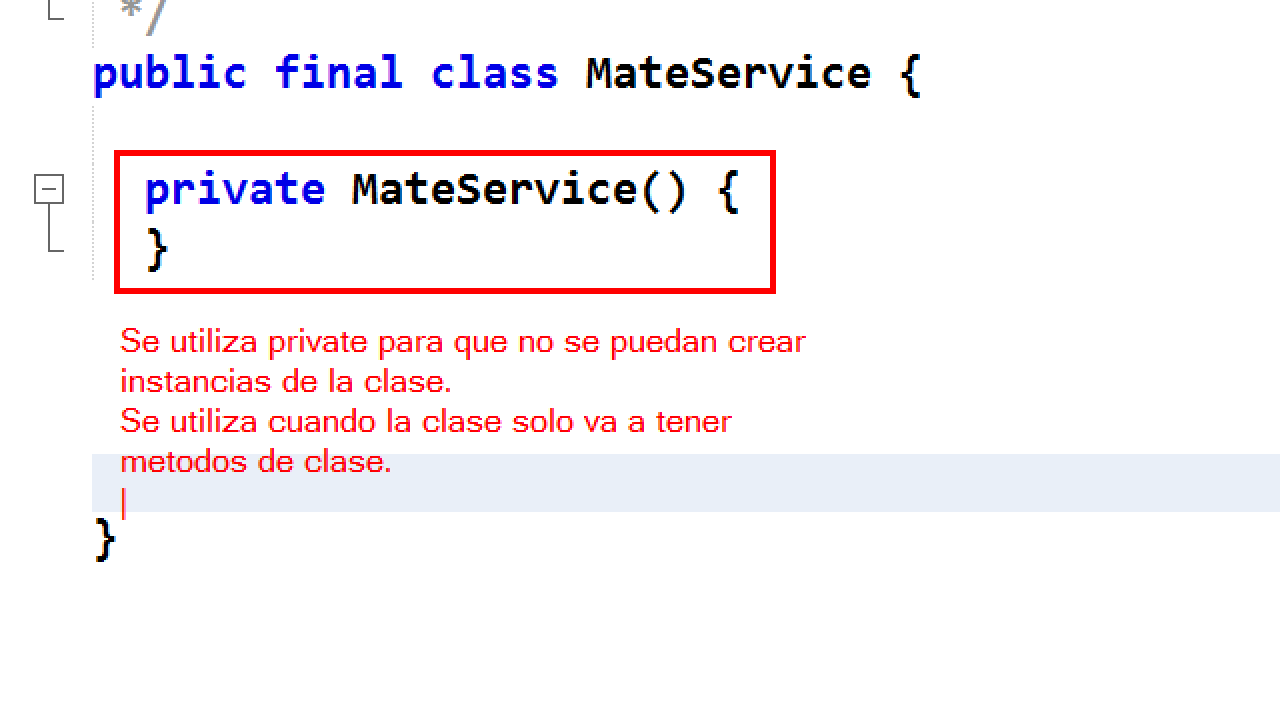 */
public final class MateService {
private MateService() {
}
Se utiliza private para que no se puedan crear
instancias de la clase.
Se utiliza cuando la clase solo va a tener
metodos de clase.
}